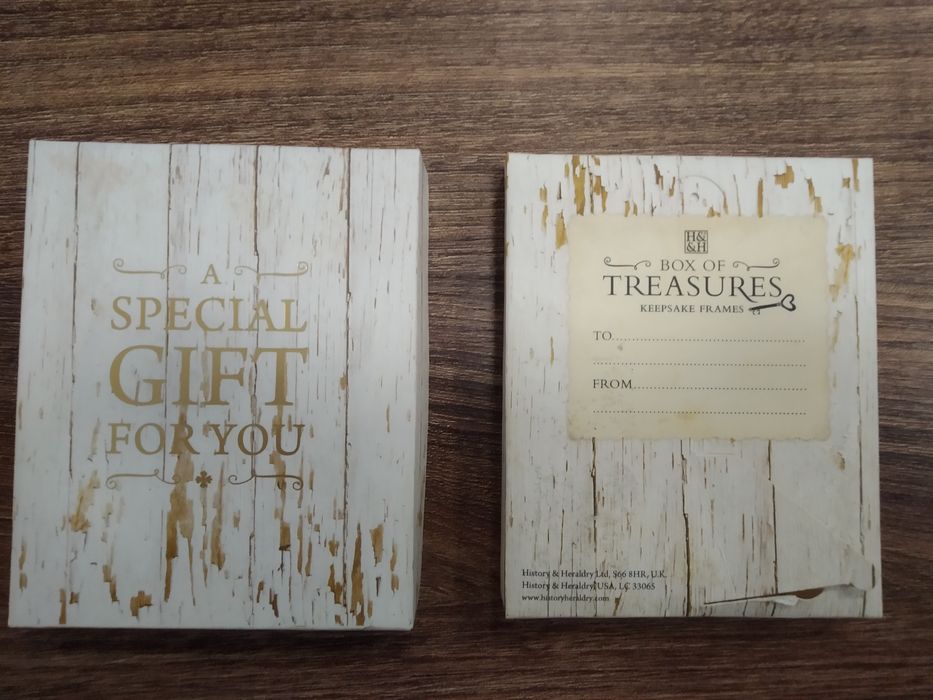 A
SPECIAL
GIFT
FOR YOU
H&
&H
BOX OF
TREASURES
KEEPSAKE FRAMES
TO..................................................
..................................................
FROM..................................................
..................................................
History & Heraldry Ltd, S66 8HR, U.K.
History & Heraldry, USA, LC 33065
www.historyheraldry.com